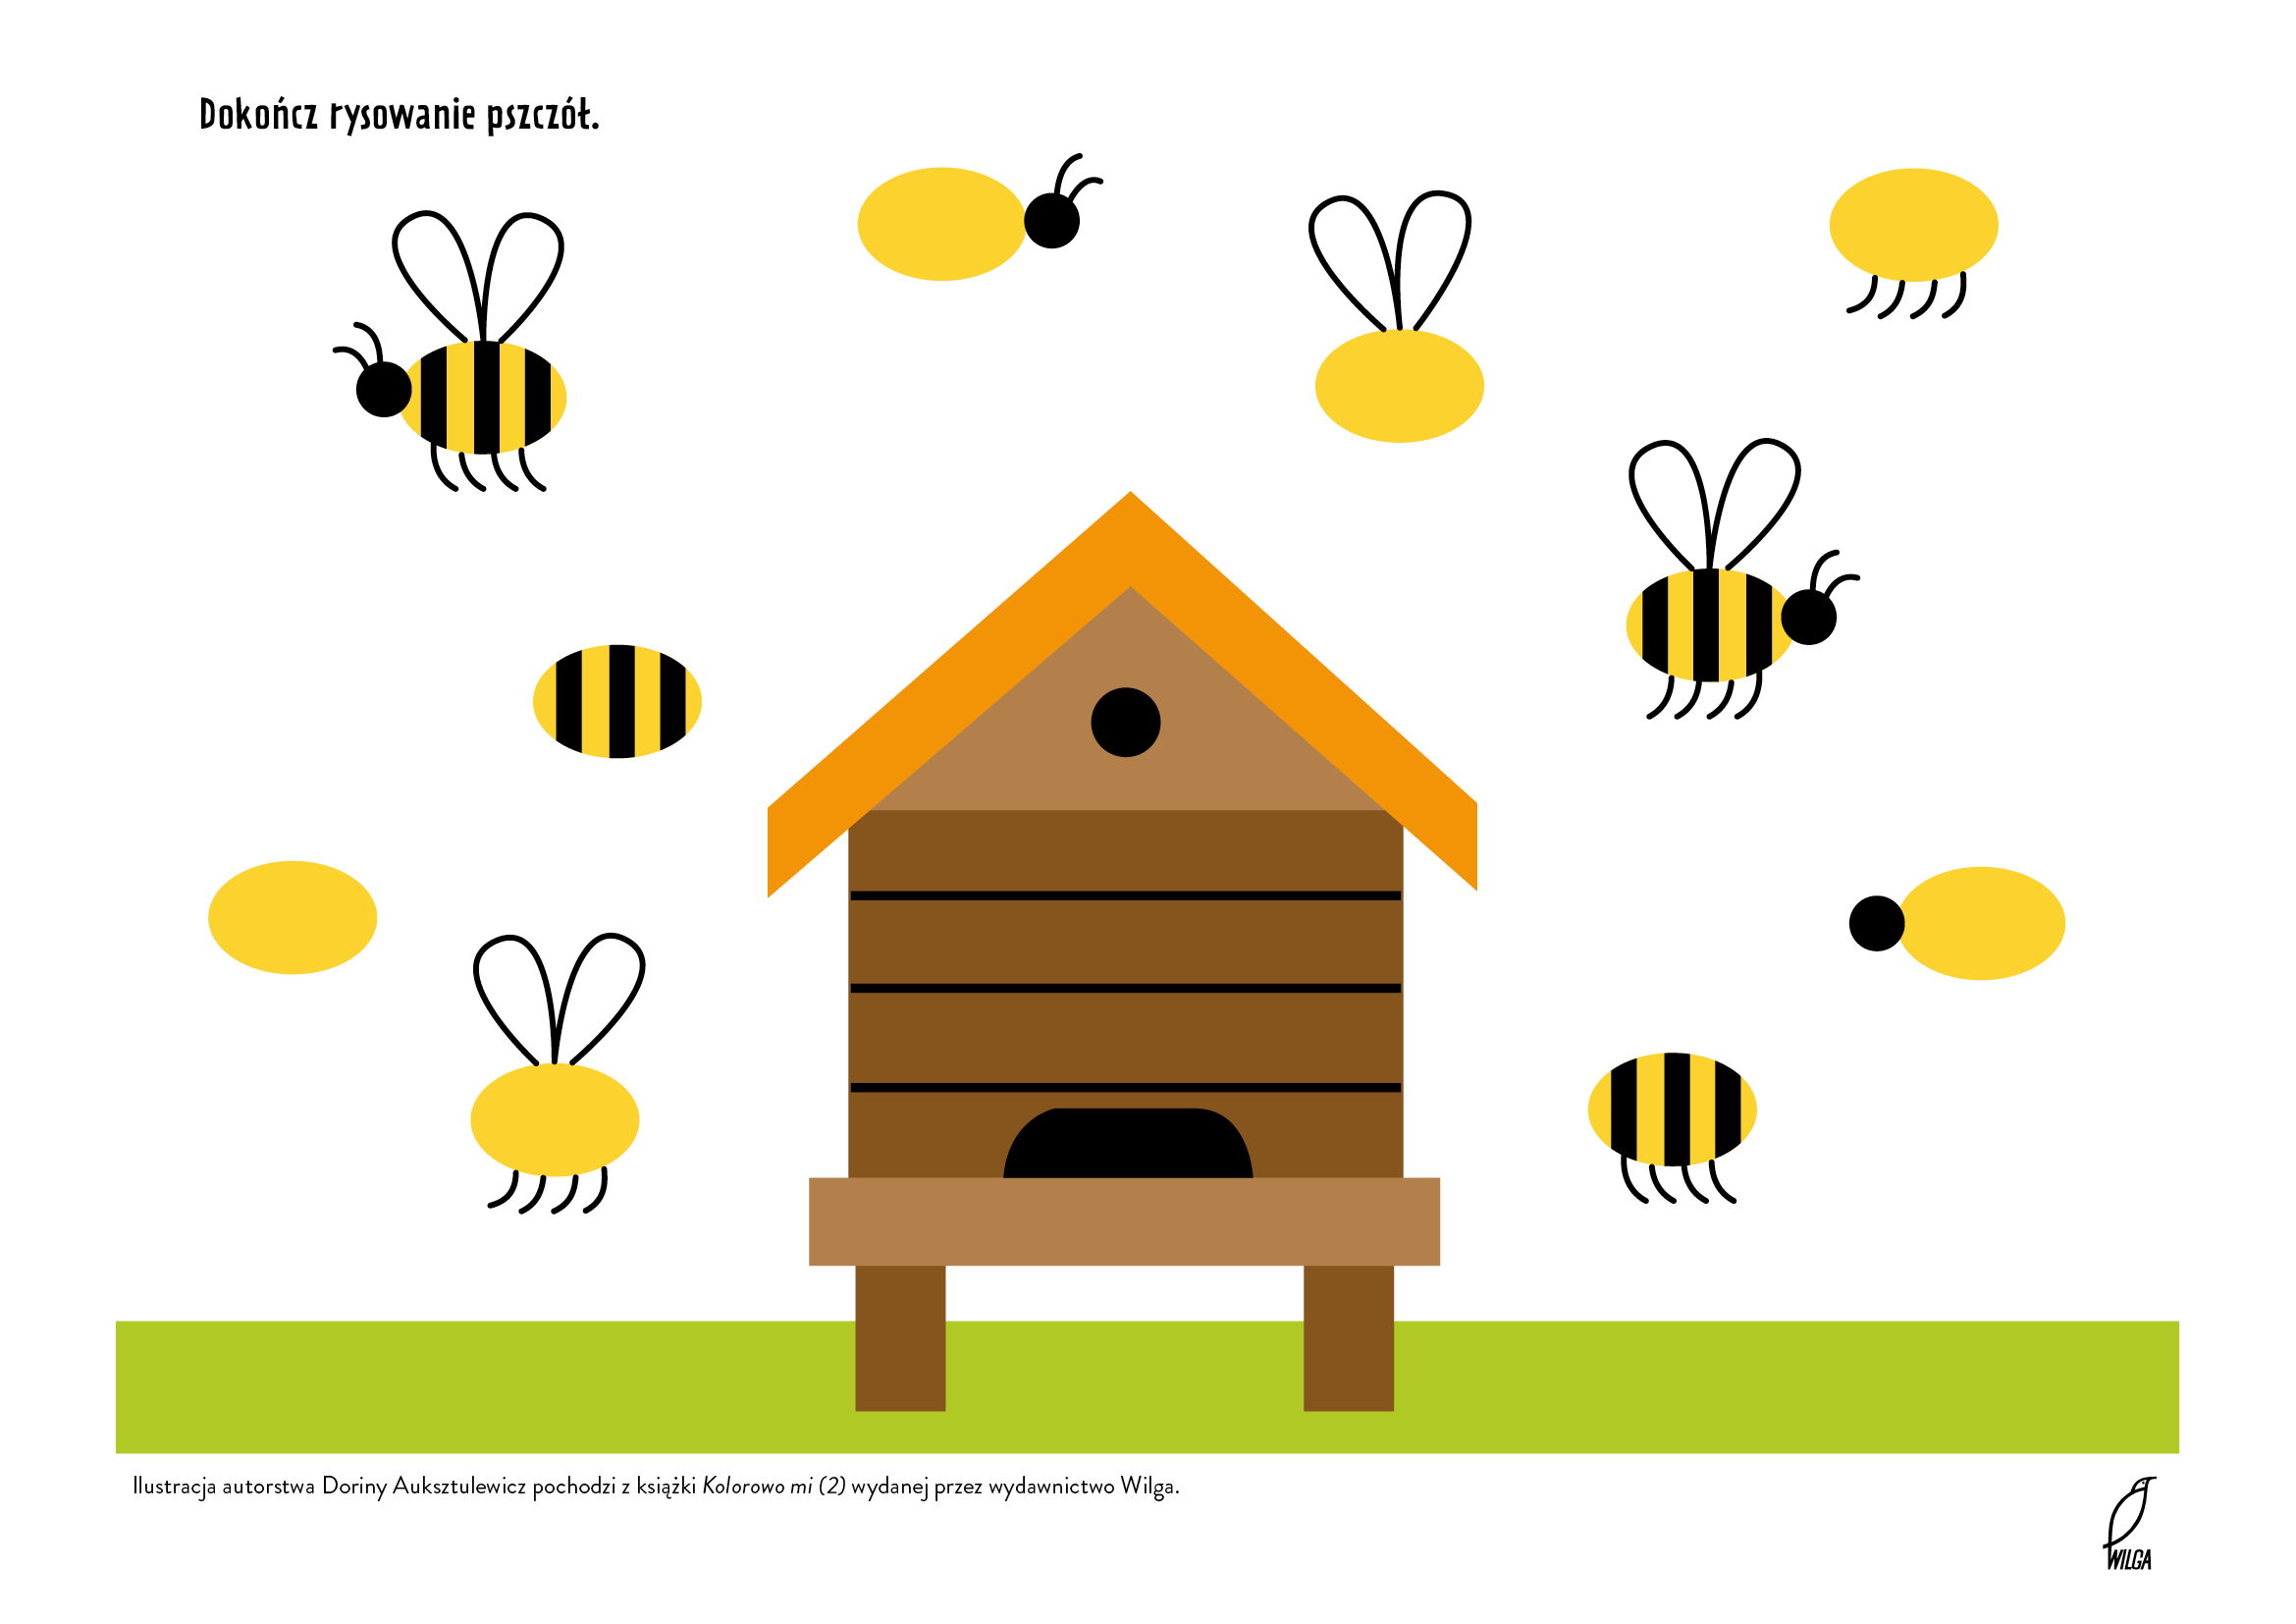 Dokończ rysowanie pszczół.
Ilustracja autorstwa Doriny Auksztulewicz pochodzi z książki Kolorowo mi (2) wydanej przez wydawnictwo Wilga.
WILGA